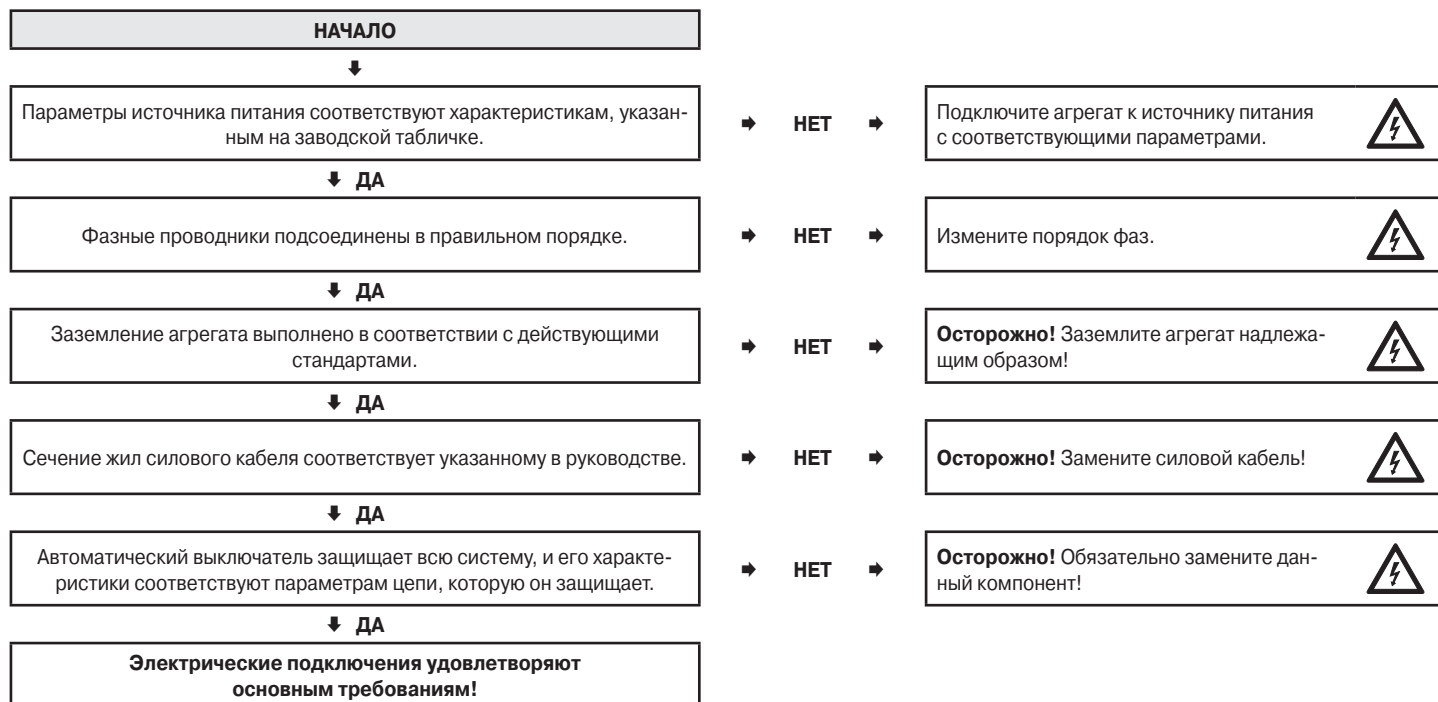 НАЧАЛО
Параметры источника питания соответствуют характеристикам, указан-
ным на заводской табличке.
НЕТ
Подключите агрегат к источнику питания
с соответствующими параметрами.
ДА
Фазные проводники подсоединены в правильном порядке.
НЕТ
Измените порядок фаз.
ДА
Заземление агрегата выполнено в соответствии с действующими
стандартами.
НЕТ
Осторожно! Заземлите агрегат надлежа-
щим образом!
ДА
Сечение жил силового кабеля соответствует указанному в руководстве.
НЕТ
Осторожно! Замените силовой кабель!
ДА
Автоматический выключатель защищает всю систему, и его характе-
ристики соответствуют параметрам цепи, которую он защищает.
НЕТ
Осторожно! Обязательно замените дан-
ный компонент!
ДА
Электрические подключения удовлетворяют
основным требованиям!